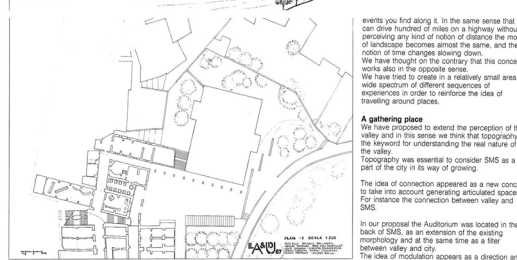 events you find along it. In the same sense that
can drive hundred of miles on a highway withou
perceiving any kind of notion of distance the mo
of landscape becomes almost the same, and the
notion of time changes slowing down.
We have thought on the contrary that this conce
works also in the opposite sense.
We have tried to create in a relatively small area
wide spectrum of different sequences of
experiences in order to reinforce the idea of
travelling around places.
A gathering place
We have proposed to extend the perception of th
valley and in this sense we think that topography
the keyword for understanding the real nature of
the valley.
Topography was essential to consider SMS as a
part of the city in its way of growing.
The idea of connection appeared as a new conc
to take into account generating articulated space
For instance the connection between valley and
SMS.
In our proposal the Auditorium was located in the
back of SMS, as an extension of the existing
morphology and at the same time as a filter
between valley and city.
The idea of modulation appears as a direction an
ILA&UD
87
PLAN
SCALE